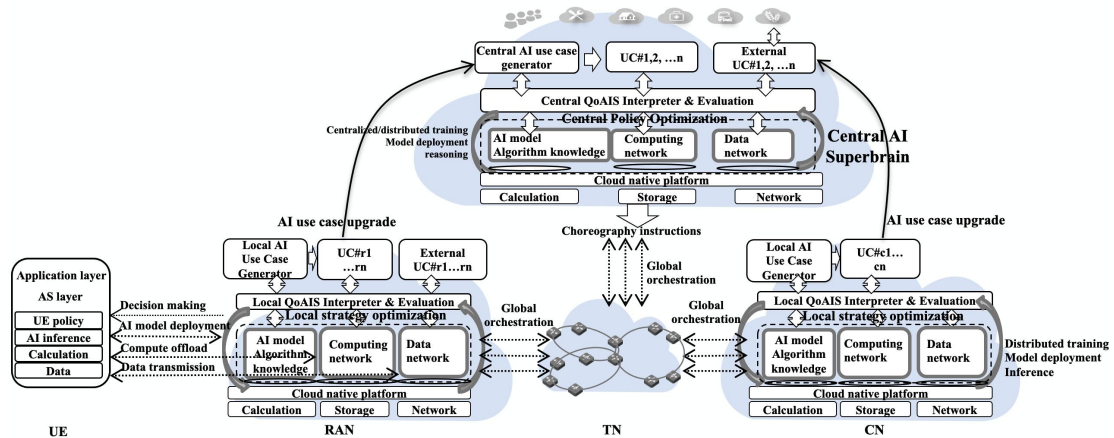 Central AI use case
generator
UC#1,2, …n
External
UC#1,2, …n
Central QoAIS Interpreter & Evaluation
Central Policy Optimization
Centralized/distributed training
Model deployment
reasoning
AI model
Algorithm knowledge
Computing
network
Data
network
Central AI
Superbrain
Cloud native platform
Calculation
Storage
Network
AI use case upgrade
AI use case upgrade
Choreography instructions
Global
orchestration
Local AI
Use Case
Generator
UC#r1
…rn
External
UC#r1…rn
Local QoAIS Interpreter & Evaluation
Local strategy optimization
AI model
Algorithm
knowledge
Computing
network
Data
network
Cloud native platform
Calculation
Storage
Network
RAN
Application layer
AS layer
UE policy
AI inference
Calculation
Data
UE
Decision making
AI model deployment
Compute offload
Data transmission
Global
orchestration
Global
orchestration
TN
Local AI
Use Case
Generator
UC#c1…
cn
Local QoAIS Interpreter & Evaluation
Local strategy optimization
AI model
Algorithm
knowledge
Computing
network
Data
network
Distributed training
Model deployment
Inference
Cloud native platform
Calculation
Storage
Network
CN